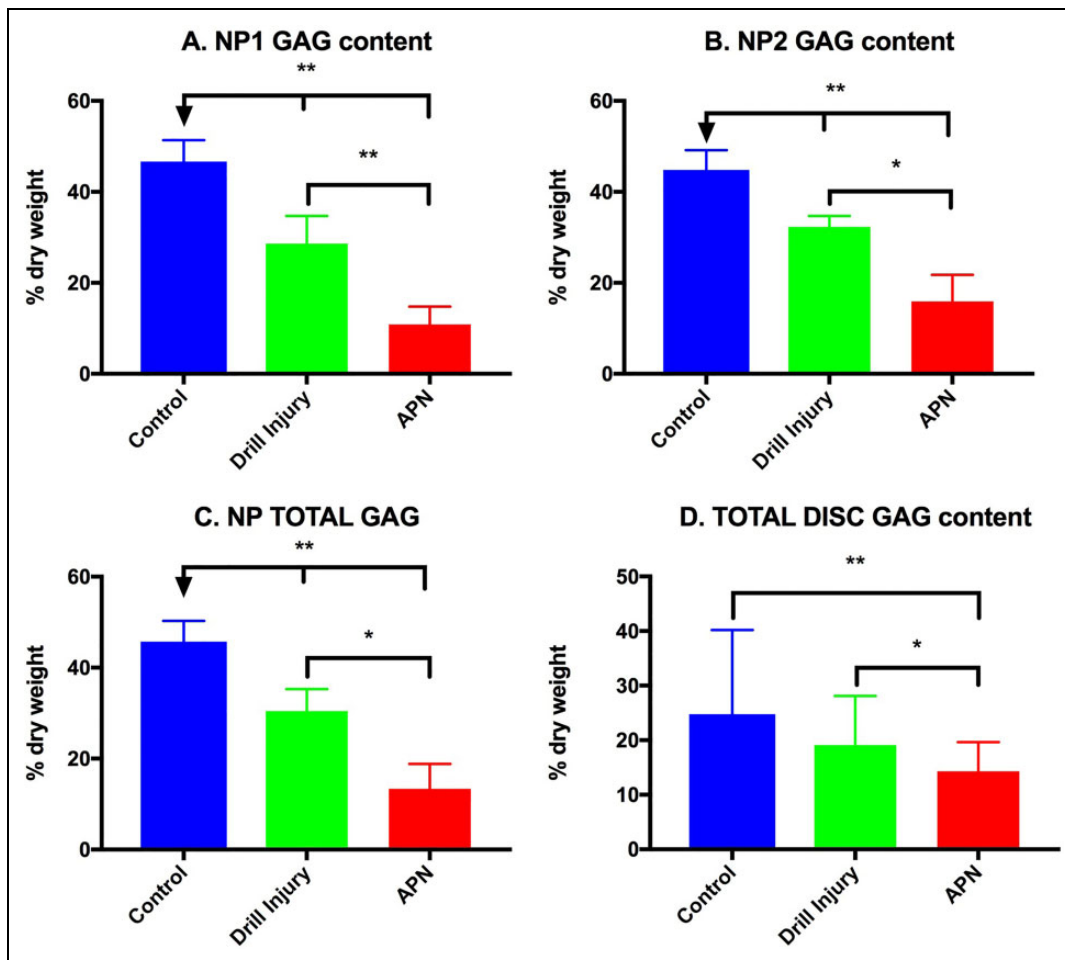 A. NP1 GAG content
**
**
% dry weight
60
40
20
0
Control
Drill Injury
APN
B. NP2 GAG content
**
*
% dry weight
60
40
20
0
Control
Drill Injury
APN
C. NP TOTAL GAG
**
*
% dry weight
60
40
20
0
Control
Drill Injury
APN
D. TOTAL DISC GAG content
**
*
% dry weight
50
40
30
20
10
0
Control
Drill Injury
APN